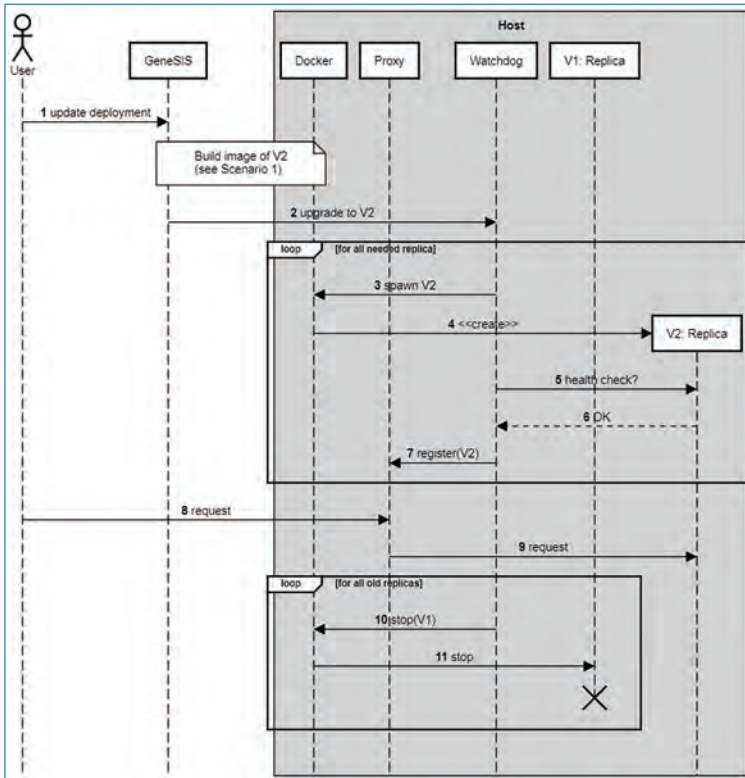 Host
User
GeneSIS
Docker
Proxy
Watchdog
V1: Replica
1 update deployment
Build image of V2
(see Scenario 1)
2 upgrade to V2
loop [for all needed replica]
3 spawn V2
4 <<create>>
V2: Replica
5 health check?
6 OK
7 register(V2)
8 request
9 request
loop [for all old replicas]
10 stop(V1)
11 stop